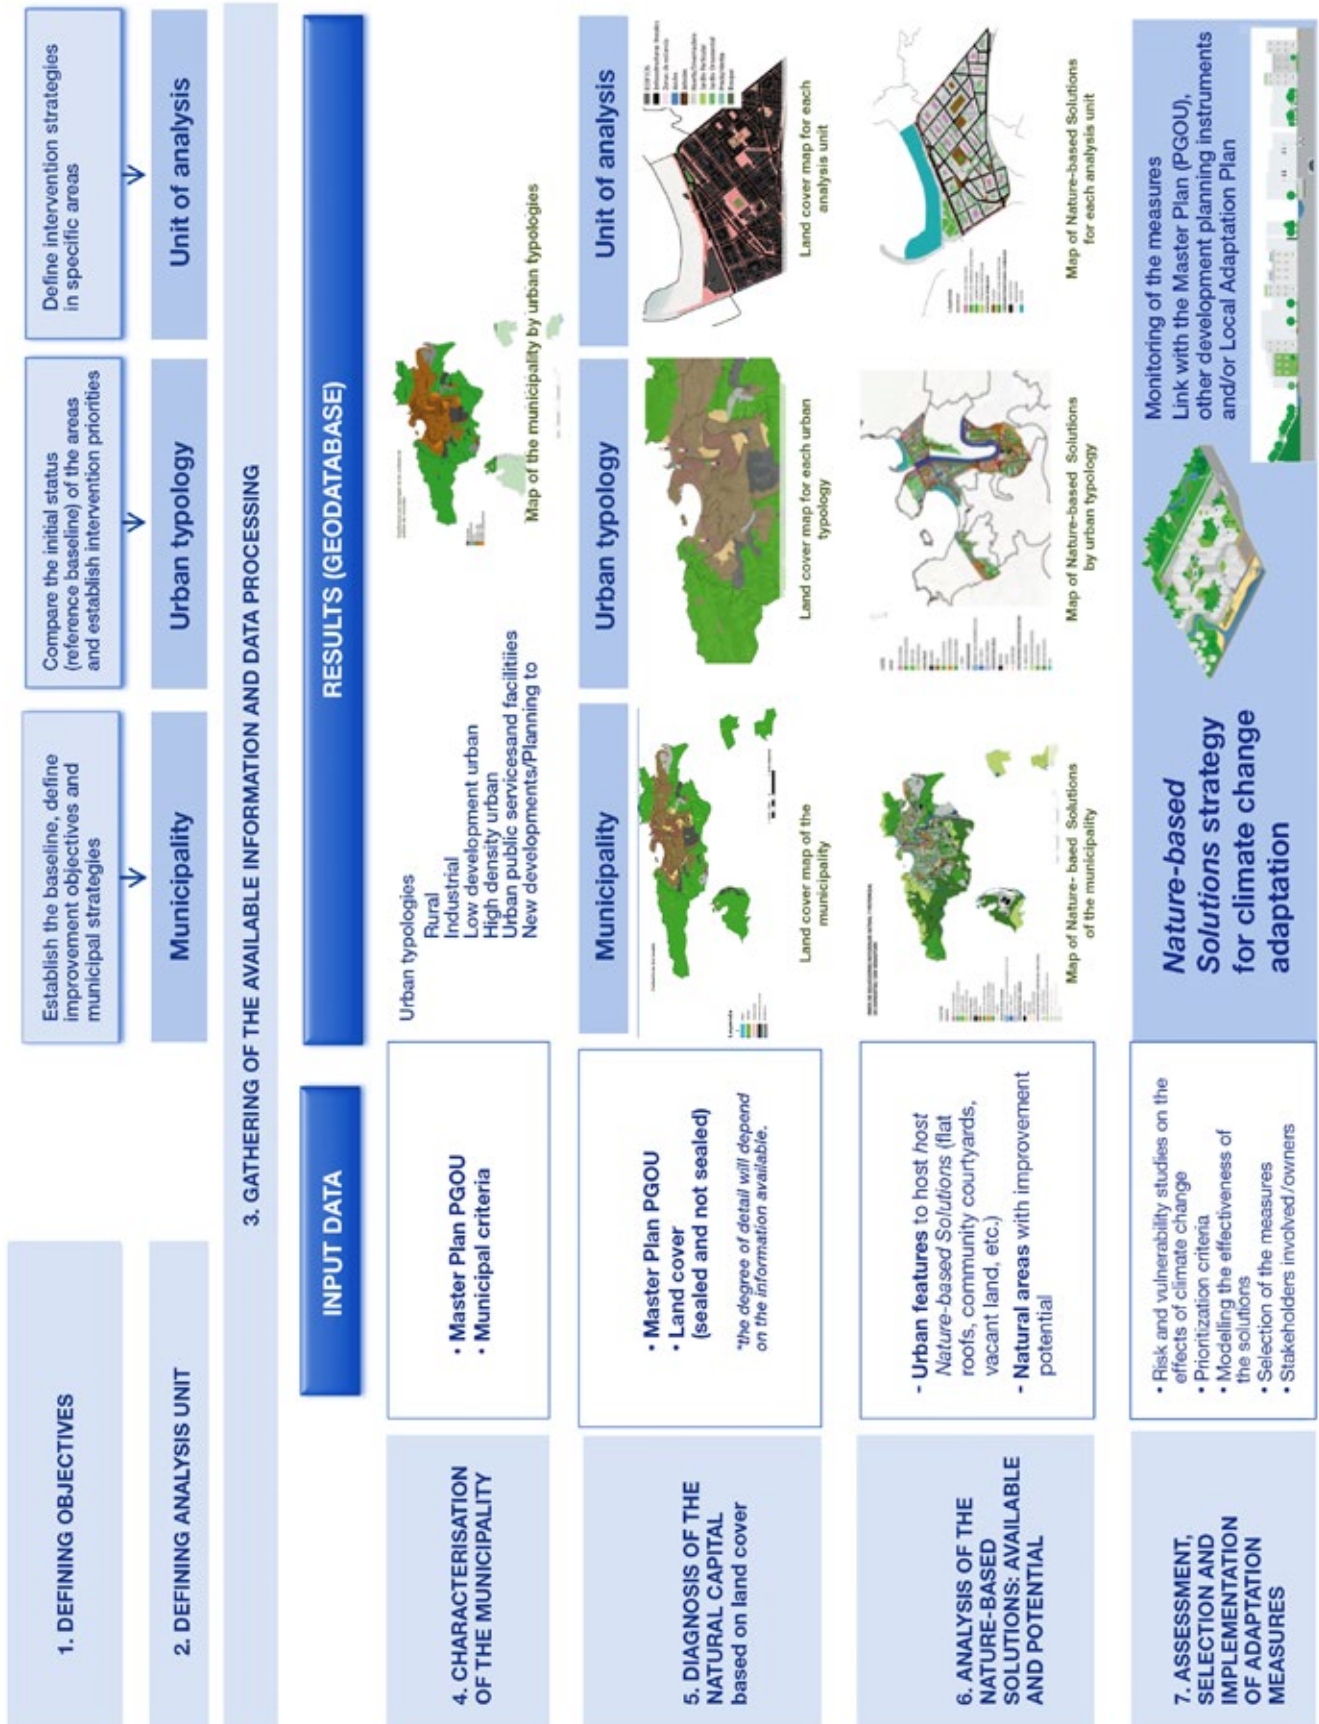 1. DEFINING OBJECTIVES
Establish the baseline, define
improvement objectives and
municipal strategies
Compare the initial status
(reference baseline) of the areas
and establish intervention priorities
Define intervention strategies
in specific areas
2. DEFINING ANALYSIS UNIT
Municipality
Urban typology
Unit of analysis
3. GATHERING OF THE AVAILABLE INFORMATION AND DATA PROCESSING
INPUT DATA
RESULTS (GEODATABASE)
4. CHARACTERISATION
OF THE MUNICIPALITY
• Master Plan PGOU
• Municipal criteria
Urban typologies
Rural
Industrial
Low development urban
High density urban
Urban public servicesand facilitiies
New developments/Planning to
Map of the municipality by urban typologies
5. DIAGNOSIS OF THE
NATURAL CAPITAL
based on land cover
• Master Plan PGOU
• Land cover
(sealed and not sealed)
*the degree of detail will depend
on the information available.
Municipality
Urban typology
Unit of analysis
Land cover map of the
municipality
Land cover map for each urban
typology
Land cover map for each
analysis unit
6. ANALYSIS OF THE
NATURE-BASED
SOLUTIONS: AVAILABLE
AND POTENTIAL
- Urban features to host host
Nature-based Solutions (flat
roofs, community courtyards,
vacant land, etc.)
- Natural areas with improvement
potential
Map of Nature- baed Solutions
of the municipality
Map of Nature-based Solutions
by urban typology
Map of Nature-based Solutions
for each analysis unit
7. ASSESSMENT,
SELECTION AND
IMPLEMENTATION
OF ADAPTATION
MEASURES
• Risk and vulnerability studies on the
effects of climate change
• Prioritization criteria
• Modelling the effectiveness of
the solutions
• Selection of the measures
• Stakeholders involved/owners
Nature-based
Solutions strategy
for climate change
adaptation
Monitoring of the measures
Link with the Master Plan (PGOU),
other development planning instruments
and/or Local Adaptation Plan